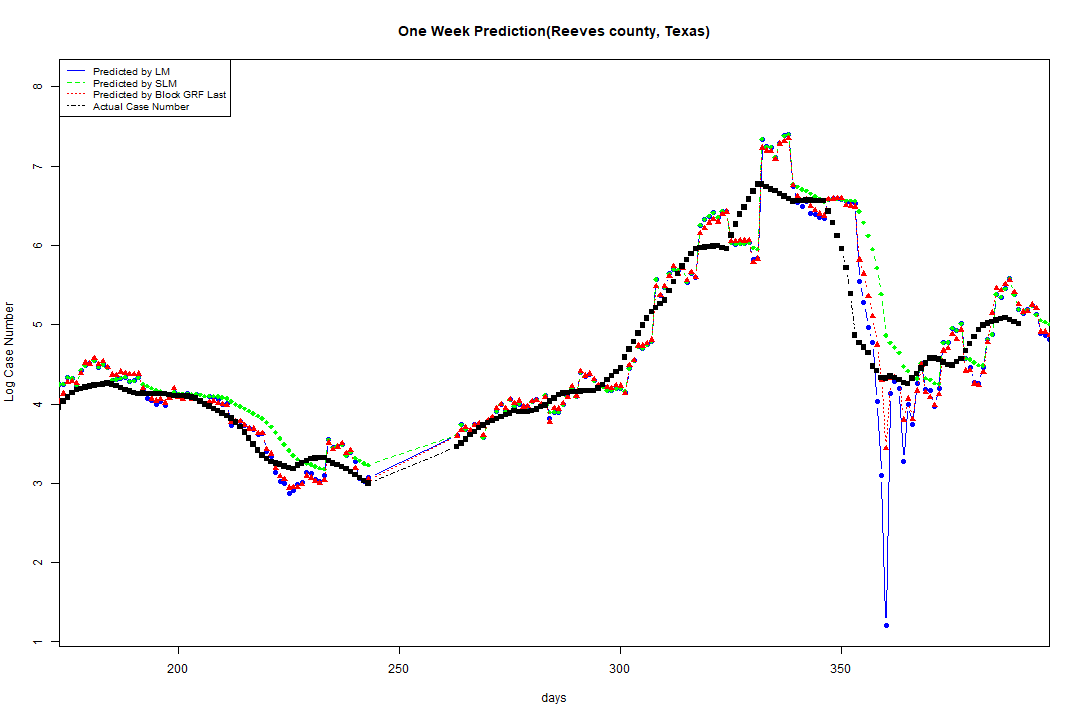 One Week Prediction(Reeves county, Texas)
Predicted by LM
Predicted by SLM
Predicted by Block GRF Last
Actual Case Number
8
7
6
5
4
3
2
1
Log Case Number
200
250
300
350
days